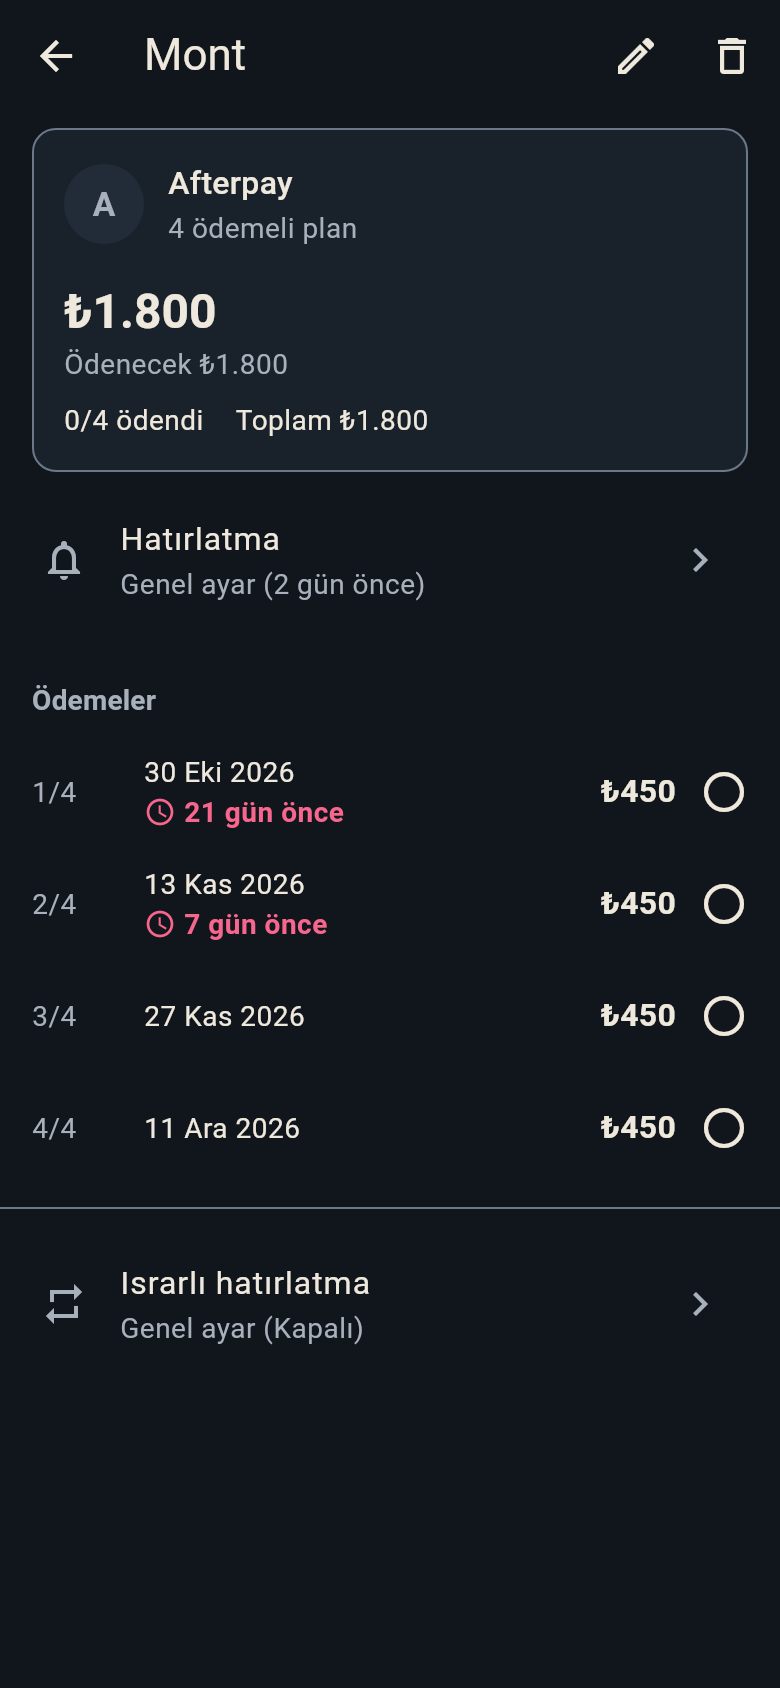 Mont
A
Afterpay
4 ödemeli plan
₺1.800
Ödenecek ₺1.800
0/4 ödendi Toplam ₺1.800
Hatırlatma
Genel ayar (2 gün önce)
Ödemeler
1/4 30 Eki 2026 ₺450
21 gün önce
2/4 13 Kas 2026 ₺450
7 gün önce
3/4 27 Kas 2026 ₺450
4/4 11 Ara 2026 ₺450
Israrlı hatırlatma
Genel ayar (Kapalı)